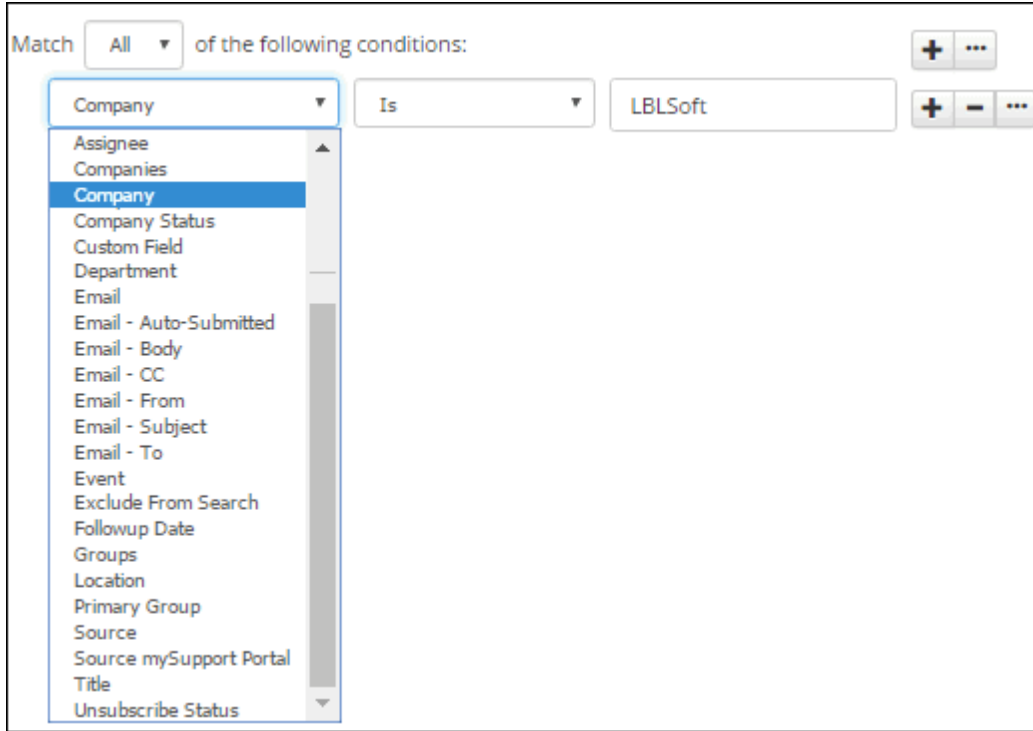 Match All of the following conditions:
Company Is LBLSoft
Assignee
Companies
Company
Company Status
Custom Field
Department
Email
Email - Auto-Submitted
Email - Body
Email - CC
Email - From
Email - Subject
Email - To
Event
Exclude From Search
Followup Date
Groups
Location
Primary Group
Source
Source mySupport Portal
Title
Unsubscribe Status